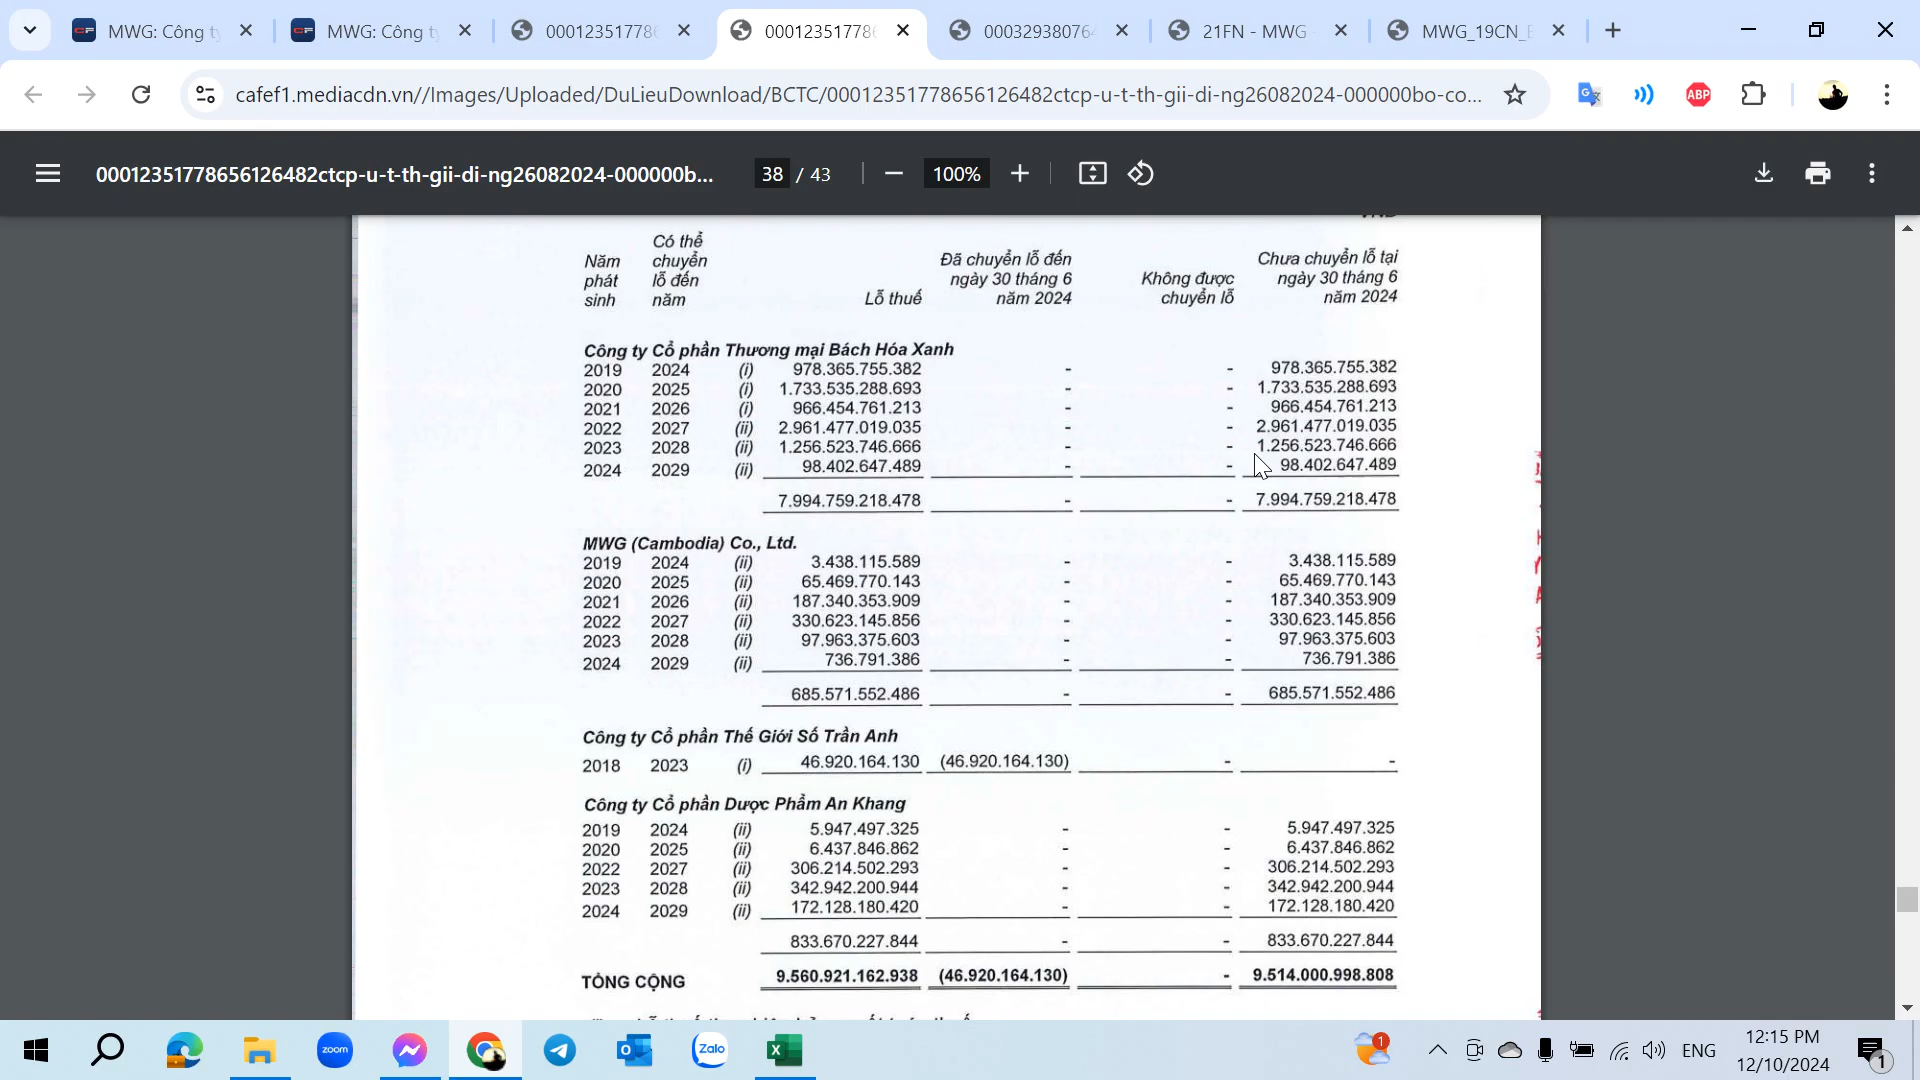 MWG: Công ty
MWG: Công ty
00012351778
00012351778
00032938076
21FN - MWG -
MWG_19CN_
cafef1.mediacdn.vn//Images/Uploaded/DuLieuDownload/BCTC/00012351778656126482ctcp-u-t-th-gii-di-ng26082024-000000bo-co...
ABP
00012351778656126482ctcp-u-t-th-gii-di-ng26082024-000000b...
38 / 43
100%
VND
Năm phát sinh Có thể chuyển lỗ đến năm Lỗ thuế Đã chuyển lỗ đến ngày 30 tháng 6 năm 2024 Không được chuyển lỗ Chưa chuyển lỗ tại ngày 30 tháng 6 năm 2024
Công ty Cổ phần Thương mại Bách Hóa Xanh
2019 2024 (i) 978.365.755.382 - - 978.365.755.382
2020 2025 (i) 1.733.535.288.693 - - 1.733.535.288.693
2021 2026 (i) 966.454.761.213 - - 966.454.761.213
2022 2027 (ii) 2.961.477.019.035 - - 2.961.477.019.035
2023 2028 (ii) 1.256.523.746.666 - - 1.256.523.746.666
2024 2029 (ii) 98.402.647.489 - - 98.402.647.489
7.994.759.218.478 - - 7.994.759.218.478
MWG (Cambodia) Co., Ltd.
2019 2024 (ii) 3.438.115.589 - - 3.438.115.589
2020 2025 (ii) 65.469.770.143 - - 65.469.770.143
2021 2026 (ii) 187.340.353.909 - - 187.340.353.909
2022 2027 (ii) 330.623.145.856 - - 330.623.145.856
2023 2028 (ii) 97.963.375.603 - - 97.963.375.603
2024 2029 (ii) 736.791.386 - - 736.791.386
685.571.552.486 - - 685.571.552.486
Công ty Cổ phần Thế Giới Số Trần Anh
2018 2023 (i) 46.920.164.130 (46.920.164.130) - -
Công ty Cổ phần Dược Phẩm An Khang
2019 2024 (ii) 5.947.497.325 - - 5.947.497.325
2020 2025 (ii) 6.437.846.862 - - 6.437.846.862
2022 2027 (ii) 306.214.502.293 - - 306.214.502.293
2023 2028 (ii) 342.942.200.944 - - 342.942.200.944
2024 2029 (ii) 172.128.180.420 - - 172.128.180.420
833.670.227.844 - - 833.670.227.844
TỔNG CỘNG 9.560.921.162.938 (46.920.164.130) - 9.514.000.998.808
zoom
Zalo
1
ENG
12:15 PM
12/10/2024
1